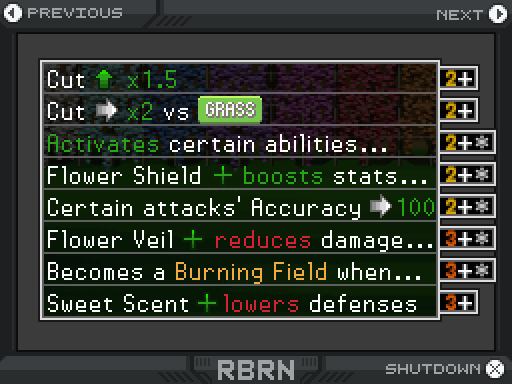 PREVIOUS
NEXT
Cut ⬆ x1.5 2+
Cut ➡ x2 vs GRASS 2+
Activates certain abilities... 2+*
Flower Shield + boosts stats... 2+*
Certain attacks' Accuracy ➡100 2+*
Flower Veil + reduces damage... 3+*
Becomes a Burning Field when... 3+*
Sweet Scent + lowers defenses 3+
RBRN
SHUTDOWN